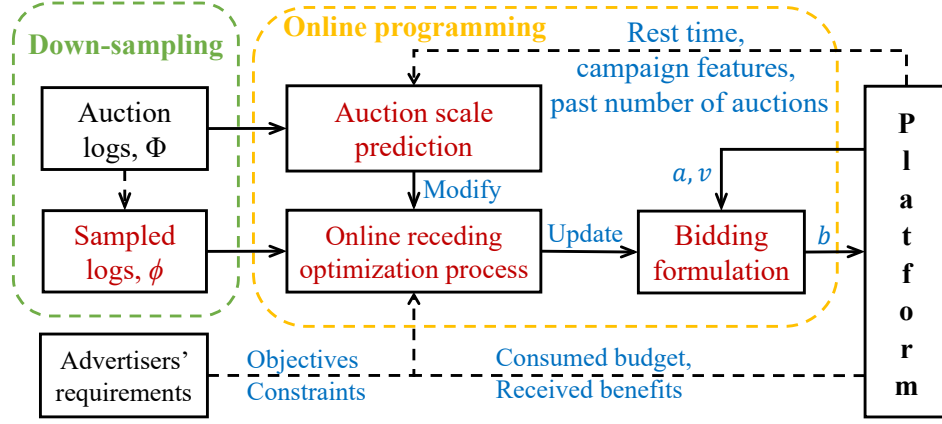 Down-sampling
Online programming
Rest time,
campaign features,
past number of auctions
Auction
logs, Φ
Auction scale
prediction
a, v
Modify
Sampled
logs, ϕ
Online receding
optimization process
Update
Bidding
formulation
b
Platform
Advertisers'
requirements
Objectives
Constraints
Consumed budget,
Received benefits